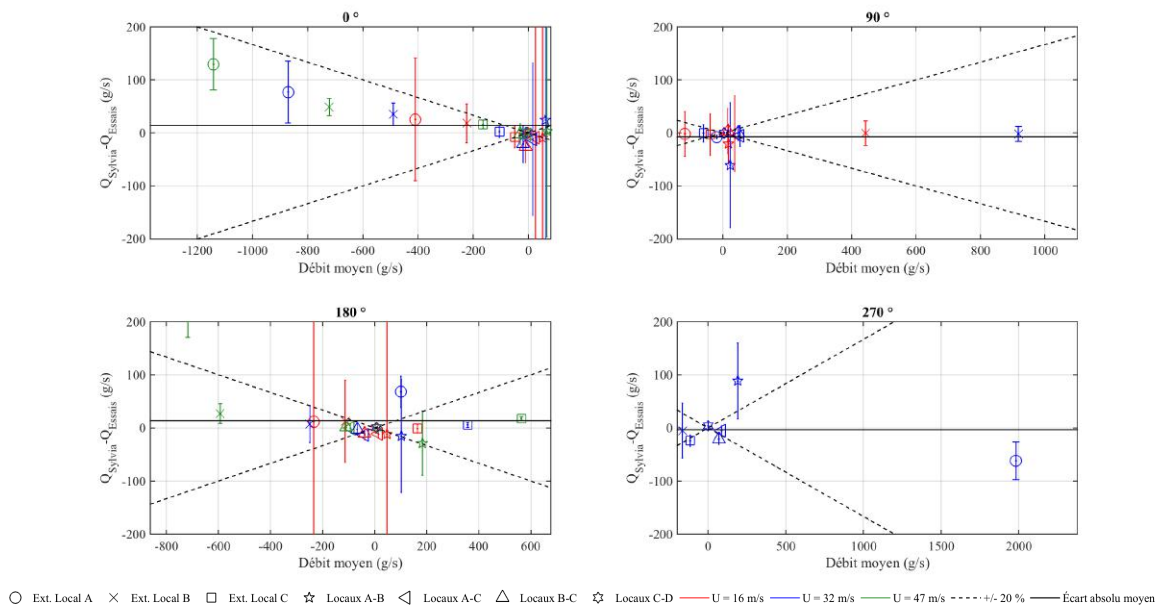 0 °
200
100
0
-100
-200
Q_Sylvia-Q_Essais (g/s)
-1200 -1000 -800 -600 -400 -200 0
Débit moyen (g/s)
90 °
200
100
0
-100
-200
Q_Sylvia-Q_Essais (g/s)
0 200 400 600 800 1000
Débit moyen (g/s)
180 °
200
100
0
-100
-200
Q_Sylvia-Q_Essais (g/s)
-800 -600 -400 -200 0 200 400 600
Débit moyen (g/s)
270 °
200
100
0
-100
-200
Q_Sylvia-Q_Essais (g/s)
0 500 1000 1500 2000
Débit moyen (g/s)
Ext. Local A Ext. Local B Ext. Local C Locaux A-B Locaux A-C Locaux B-C Locaux C-D U = 16 m/s U = 32 m/s U = 47 m/s +/- 20 % Écart absolu moyen